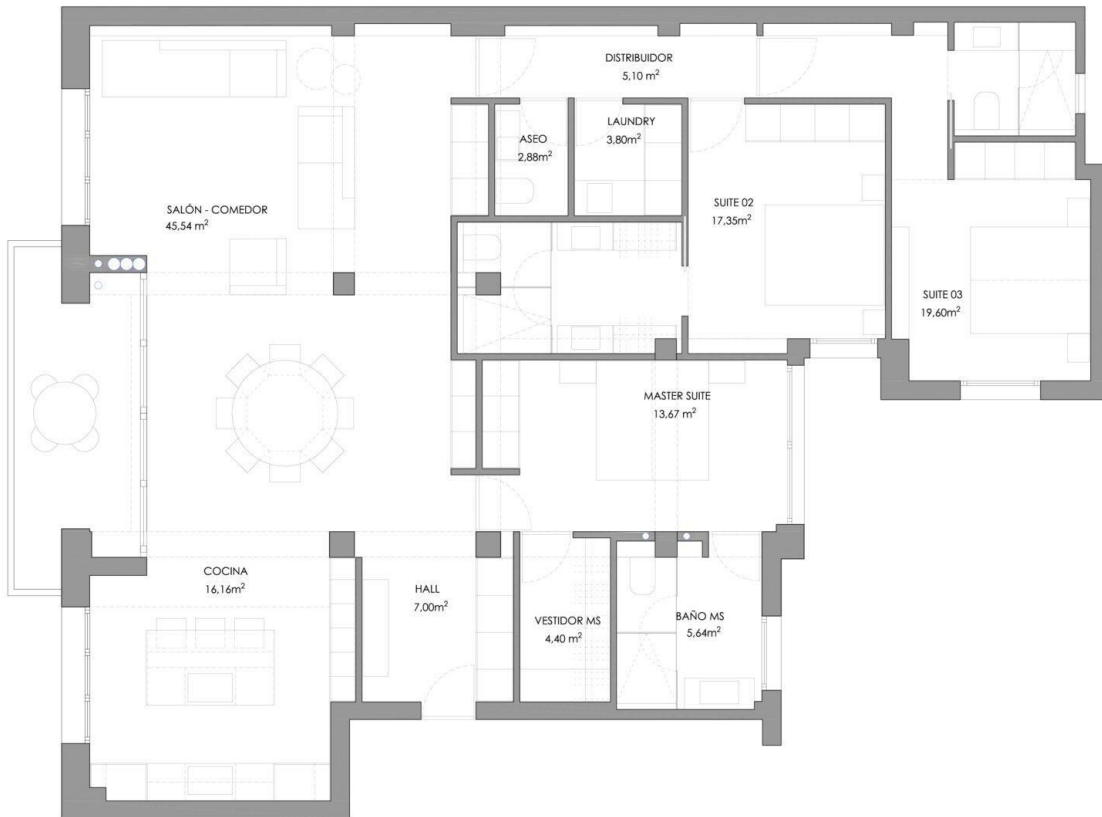 DISTRIBUIDOR
5,10 m²
ASEO
2,88m²
LAUNDRY
3,80m²
SALÓN - COMEDOR
45,54 m²
SUITE 02
17,35m²
SUITE 03
19,60m²
MASTER SUITE
13,67 m²
COCINA
16,16m²
HALL
7,00m²
VESTIDOR MS
4,40 m²
BAÑO MS
5,64m²